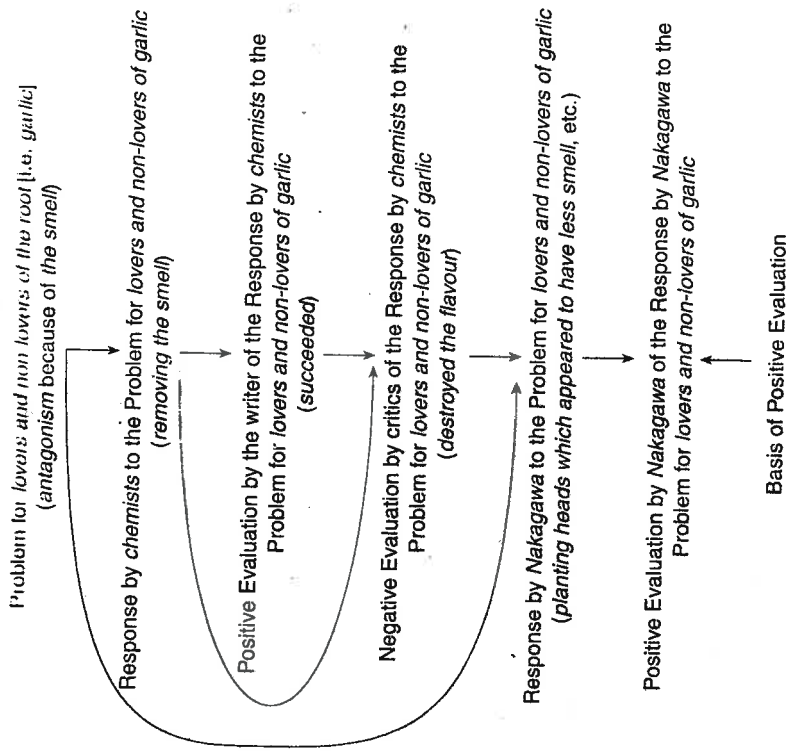 Problem for lovers and non lovers of the root [i.e. garlic]
(antagonism because of the smell)
Response by chemists to the Problem for lovers and non-lovers of garlic
(removing the smell)
Positive Evaluation by the writer of the Response by chemists to the
Problem for lovers and non-lovers of garlic
(succeeded)
Negative Evaluation by critics of the Response by chemists to the
Problem for lovers and non-lovers of garlic
(destroyed the flavour)
Response by Nakagawa to the Problem for lovers and non-lovers of garlic
(planting heads which appeared to have less smell, etc.)
Positive Evaluation by Nakagawa of the Response by Nakagawa to the
Problem for lovers and non-lovers of garlic
Basis of Positive Evaluation